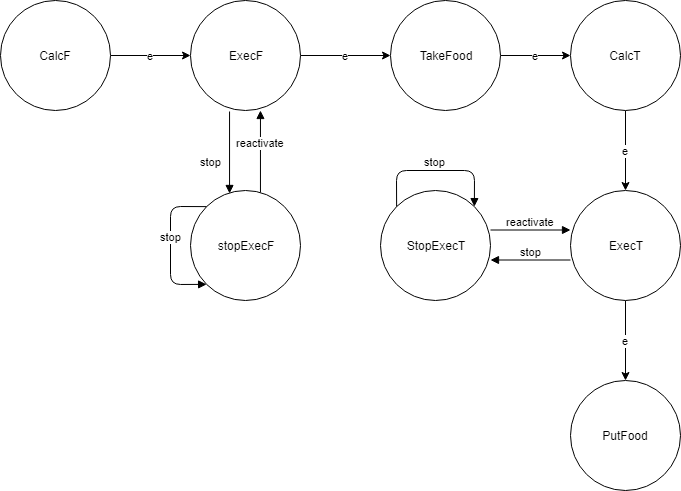 CalcF
e
ExecF
e
TakeFood
e
CalcT
stop
reactivate
e
stop
stopExecF
stop
StopExecT
reactivate
stop
ExecT
e
PutFood